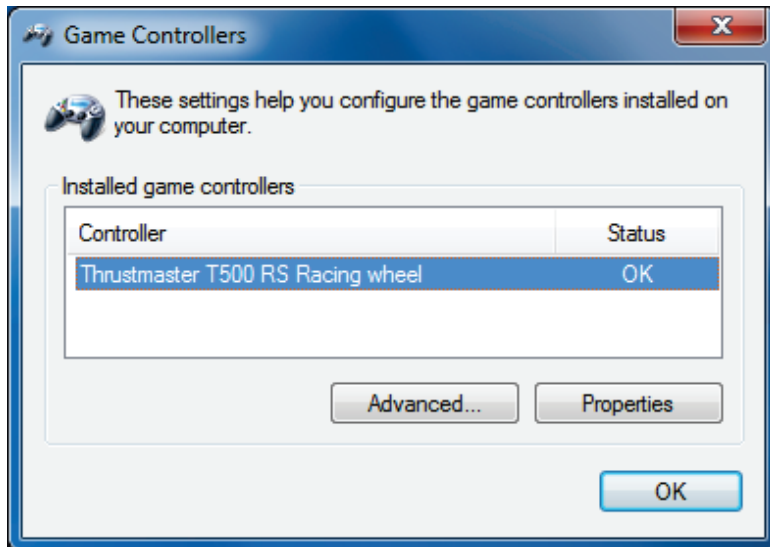 Game Controllers
These settings help you configure the game controllers installed on
your computer.
Installed game controllers
Controller Status
Thrustmaster T500 RS Racing wheel OK
Advanced... Properties
OK